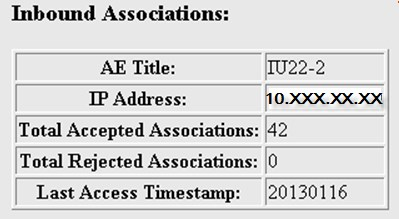 Inbound Associations:
AE Title: IU22-2
IP Address: 10.XXX.XX.XX
Total Accepted Associations: 42
Total Rejected Associations: 0
Last Access Timestamp: 20130116